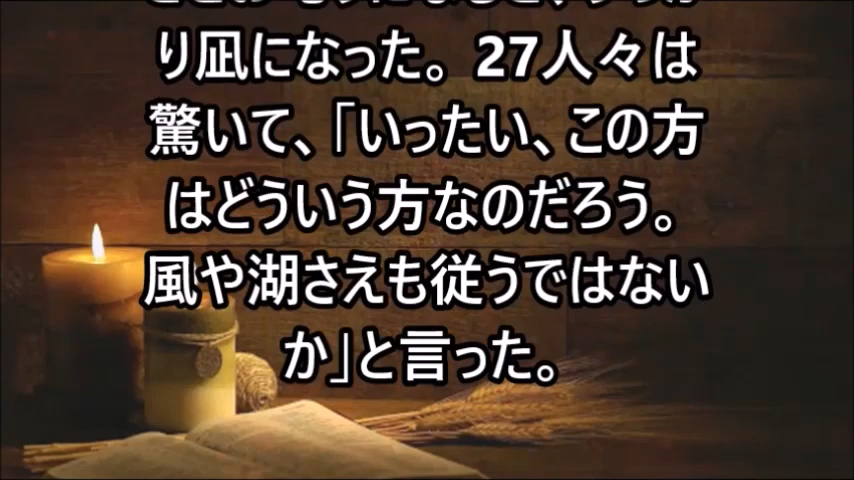 り凪になった。27人々は
驚いて、「いったい、この方
はどういう方なのだろう。
風や湖さえも従うではない
か」と言った。